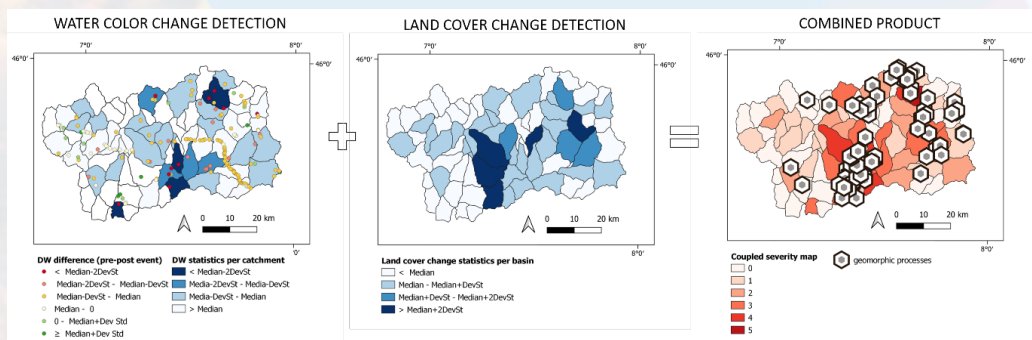 WATER COLOR CHANGE DETECTION
7°0'
8°0'
46°0'
46°0'
0 10 20 km
8°0'
DW difference (pre-post event)
< Median-2DevSt
Median-2DevSt - Median-DevSt
Median-DevSt - Median
Median - 0
0 - Median+Dev Std
≥ Median+Dev Std
DW statistics per catchment
< Median-2DevSt
Media-2DevSt - Media-DevSt
Media-DevSt - Median
> Median
LAND COVER CHANGE DETECTION
7°0'
8°0'
46°0'
0 10 20 km
8°0'
Land cover change statistics per basin
< Median
Median - Median+DevSt
Median+DevSt - Median+2DevSt
> Median+2DevSt
COMBINED PRODUCT
7°0'
8°0'
46°0'
0 10 20 km
8°0'
Coupled severity map
0
1
2
3
4
5
geomorphic processes